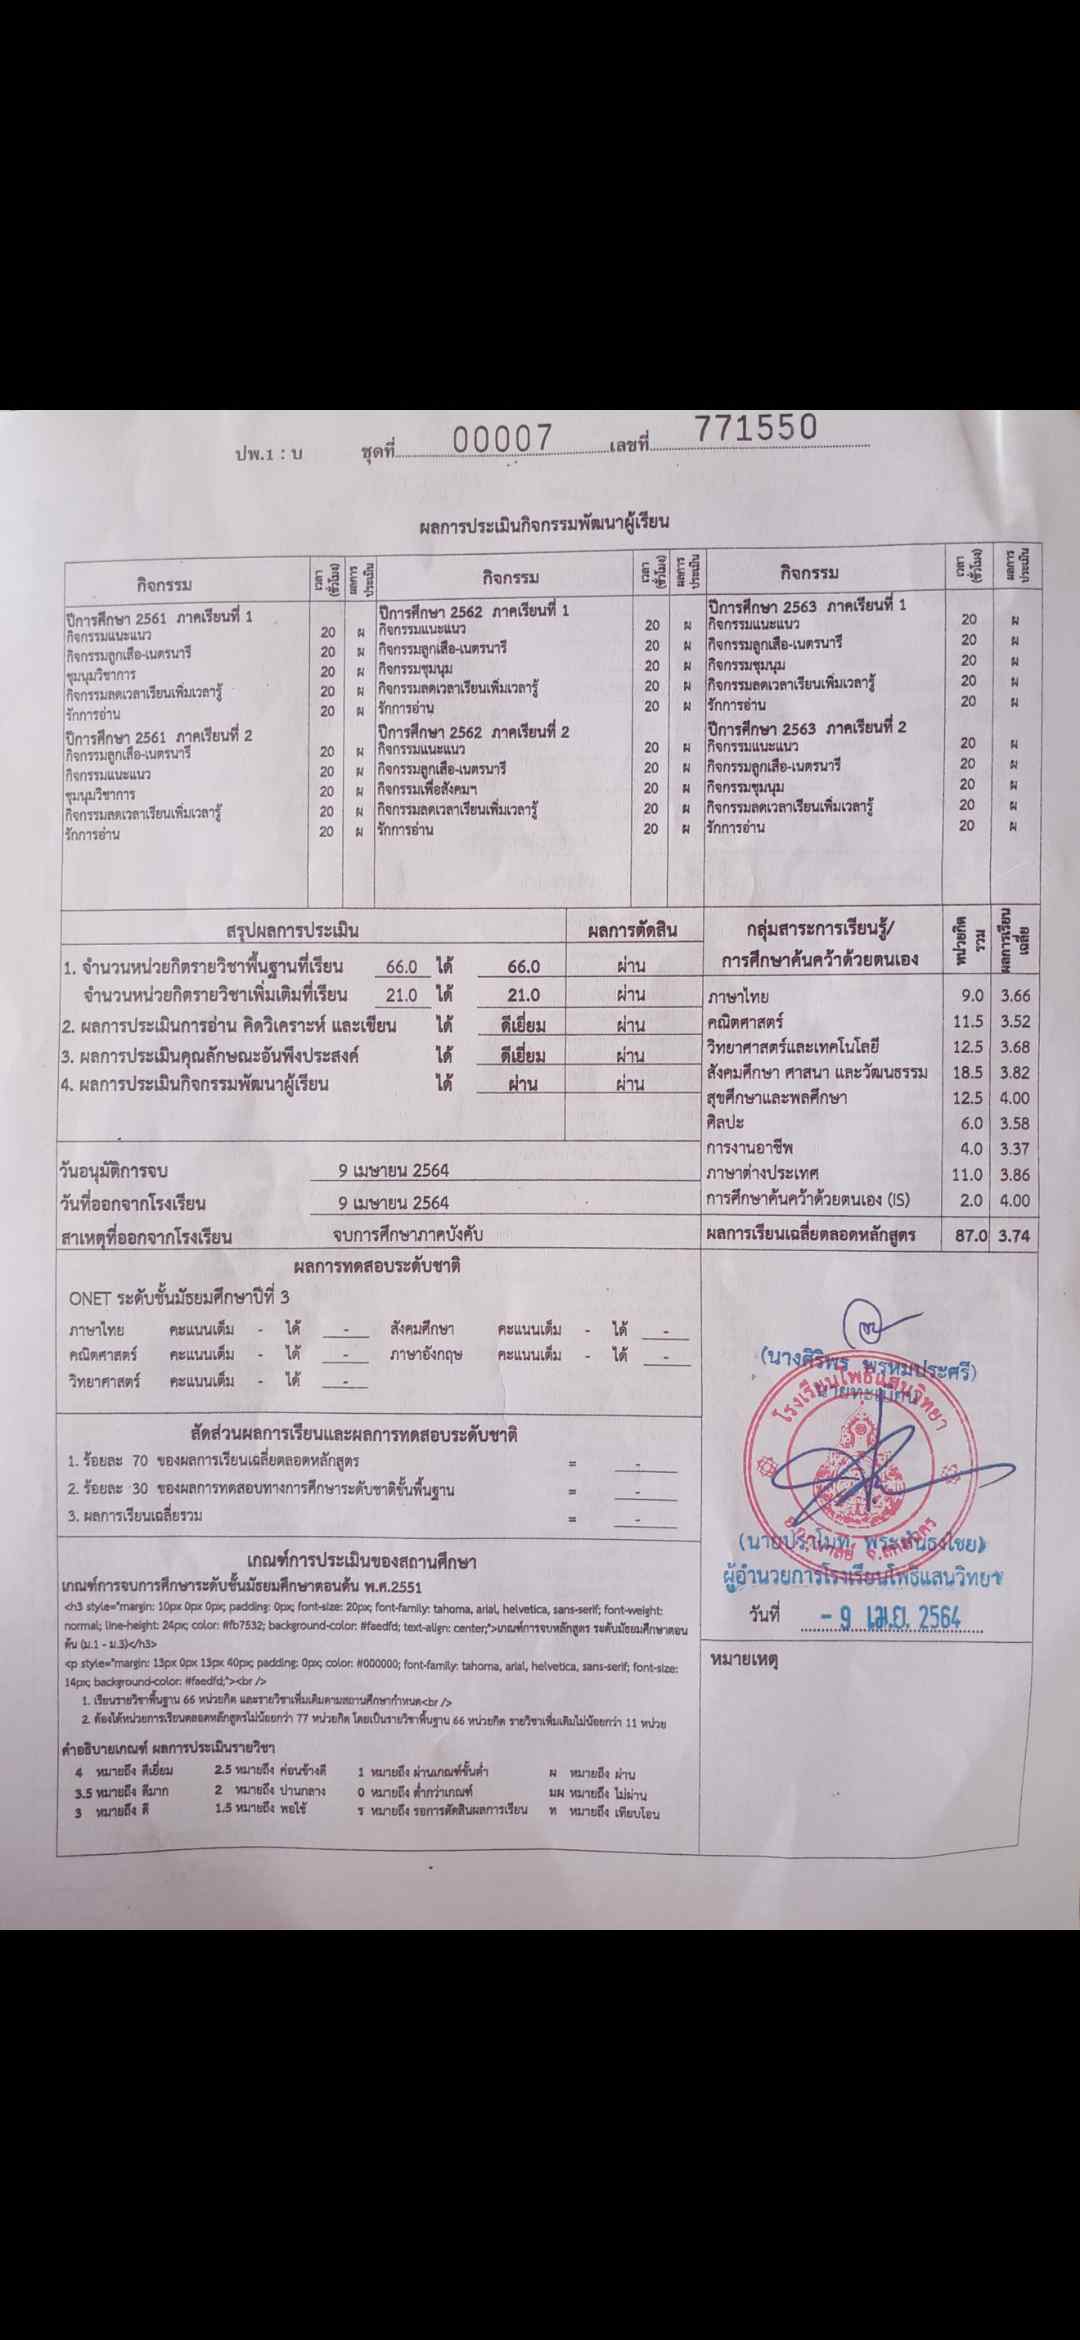 ปพ.1 : บ ชุดที่ 00007 เลขที่ 771550
ผลการประเมินกิจกรรมพัฒนาผู้เรียน
กิจกรรม เวลา (ชั่วโมง) ผลการประเมิน กิจกรรม เวลา (ชั่วโมง) ผลการประเมิน กิจกรรม เวลา (ชั่วโมง) ผลการประเมิน
ปีการศึกษา 2561 ภาคเรียนที่ 1 ปีการศึกษา 2562 ภาคเรียนที่ 1 ปีการศึกษา 2563 ภาคเรียนที่ 1
กิจกรรมแนะแนว 20 ผ กิจกรรมแนะแนว 20 ผ กิจกรรมแนะแนว 20 ผ
กิจกรรมลูกเสือ-เนตรนารี 20 ผ กิจกรรมลูกเสือ-เนตรนารี 20 ผ กิจกรรมลูกเสือ-เนตรนารี 20 ผ
ชุมนุมวิชาการ 20 ผ กิจกรรมชุมนุม 20 ผ กิจกรรมชุมนุม 20 ผ
กิจกรรมลดเวลาเรียนเพิ่มเวลารู้ 20 ผ กิจกรรมลดเวลาเรียนเพิ่มเวลารู้ 20 ผ กิจกรรมลดเวลาเรียนเพิ่มเวลารู้ 20 ผ
รักการอ่าน 20 ผ รักการอ่าน 20 ผ รักการอ่าน 20 ผ
ปีการศึกษา 2561 ภาคเรียนที่ 2 ปีการศึกษา 2562 ภาคเรียนที่ 2 ปีการศึกษา 2563 ภาคเรียนที่ 2
กิจกรรมลูกเสือ-เนตรนารี 20 ผ กิจกรรมแนะแนว 20 ผ กิจกรรมแนะแนว 20 ผ
กิจกรรมแนะแนว 20 ผ กิจกรรมลูกเสือ-เนตรนารี 20 ผ กิจกรรมลูกเสือ-เนตรนารี 20 ผ
ชุมนุมวิชาการ 20 ผ กิจกรรมเพื่อสังคมฯ 20 ผ กิจกรรมชุมนุม 20 ผ
กิจกรรมลดเวลาเรียนเพิ่มเวลารู้ 20 ผ กิจกรรมลดเวลาเรียนเพิ่มเวลารู้ 20 ผ กิจกรรมลดเวลาเรียนเพิ่มเวลารู้ 20 ผ
รักการอ่าน 20 ผ รักการอ่าน 20 ผ รักการอ่าน 20 ผ
สรุปผลการประเมิน ผลการตัดสิน
1. จำนวนหน่วยกิตรายวิชาพื้นฐานที่เรียน 66.0 ได้ 66.0 ผ่าน
จำนวนหน่วยกิตรายวิชาเพิ่มเติมที่เรียน 21.0 ได้ 21.0 ผ่าน
2. ผลการประเมินการอ่าน คิดวิเคราะห์ และเขียน ได้ ดีเยี่ยม ผ่าน
3. ผลการประเมินคุณลักษณะอันพึงประสงค์ ได้ ดีเยี่ยม ผ่าน
4. ผลการประเมินกิจกรรมพัฒนาผู้เรียน ได้ ผ่าน ผ่าน
วันอนุมัติการจบ 9 เมษายน 2564
วันที่ออกจากโรงเรียน 9 เมษายน 2564
สาเหตุที่ออกจากโรงเรียน จบการศึกษาภาคบังคับ
กลุ่มสาระการเรียนรู้/ การศึกษาค้นคว้าด้วยตนเอง หน่วยกิตรวม ผลการเรียนเฉลี่ย
ภาษาไทย 9.0 3.66
คณิตศาสตร์ 11.5 3.52
วิทยาศาสตร์และเทคโนโลยี 12.5 3.68
สังคมศึกษา ศาสนา และวัฒนธรรม 18.5 3.82
สุขศึกษาและพลศึกษา 12.5 4.00
ศิลปะ 6.0 3.58
การงานอาชีพ 4.0 3.37
ภาษาต่างประเทศ 11.0 3.86
การศึกษาค้นคว้าด้วยตนเอง (IS) 2.0 4.00
ผลการเรียนเฉลี่ยตลอดหลักสูตร 87.0 3.74
ผลการทดสอบระดับชาติ
ONET ระดับชั้นมัธยมศึกษาปีที่ 3
ภาษาไทย คะแนนเต็ม - ได้ - สังคมศึกษา คะแนนเต็ม - ได้ -
คณิตศาสตร์ คะแนนเต็ม - ได้ - ภาษาอังกฤษ คะแนนเต็ม - ได้ -
วิทยาศาสตร์ คะแนนเต็ม - ได้ -
สัดส่วนผลการเรียนและผลการทดสอบระดับชาติ
1. ร้อยละ 70 ของผลการเรียนเฉลี่ยตลอดหลักสูตร = -
2. ร้อยละ 30 ของผลการทดสอบทางการศึกษาระดับชาติขั้นพื้นฐาน = -
3. ผลการเรียนเฉลี่ยรวม = -
เกณฑ์การประเมินของสถานศึกษา
เกณฑ์การจบการศึกษาระดับชั้นมัธยมศึกษาตอนต้น พ.ศ.2551
<h3 style="margin: 10px 0px 0px; padding: 0px; font-size: 20px; font-family: tahoma, arial, helvetica, sans-serif; font-weight:
normal; line-height: 24px; color: #fb7532; background-color: #faedfd; text-align: center;">เกณฑ์การจบหลักสูตร ระดับมัธยมศึกษาตอน
ต้น (ม.1 - ม.3)</h3>
<p style="margin: 13px 0px 13px 40px; padding: 0px; color: #000000; font-family: tahoma, arial, helvetica, sans-serif; font-size:
14px; background-color: #faedfd;"><br />
1. เรียนรายวิชาพื้นฐาน 66 หน่วยกิต และรายวิชาเพิ่มเติมตามสถานศึกษากำหนด<br />
2. ต้องได้หน่วยการเรียนตลอดหลักสูตรไม่น้อยกว่า 77 หน่วยกิต โดยเป็นรายวิชาพื้นฐาน 66 หน่วยกิต รายวิชาเพิ่มเติมไม่น้อยกว่า 11 หน่วย
คำอธิบายเกณฑ์ ผลการประเมินรายวิชา
4 หมายถึง ดีเยี่ยม 2.5 หมายถึง ค่อนข้างดี 1 หมายถึง ผ่านเกณฑ์ขั้นต่ำ ผ หมายถึง ผ่าน
3.5 หมายถึง ดีมาก 2 หมายถึง ปานกลาง 0 หมายถึง ต่ำกว่าเกณฑ์ มผ หมายถึง ไม่ผ่าน
3 หมายถึง ดี 1.5 หมายถึง พอใช้ ร หมายถึง รอการตัดสินผลการเรียน ท หมายถึง เทียบโอน
(นางศิริพร พรหมประศรี)
นายทะเบียน
โรงเรียนโพธิแสนวิทยา
(นายปราโมท
ผู้อำนวยการโรงเรียนโพธิแสนวิทยา
วันที่ - 9 เม.ย. 2564
หมายเหตุ